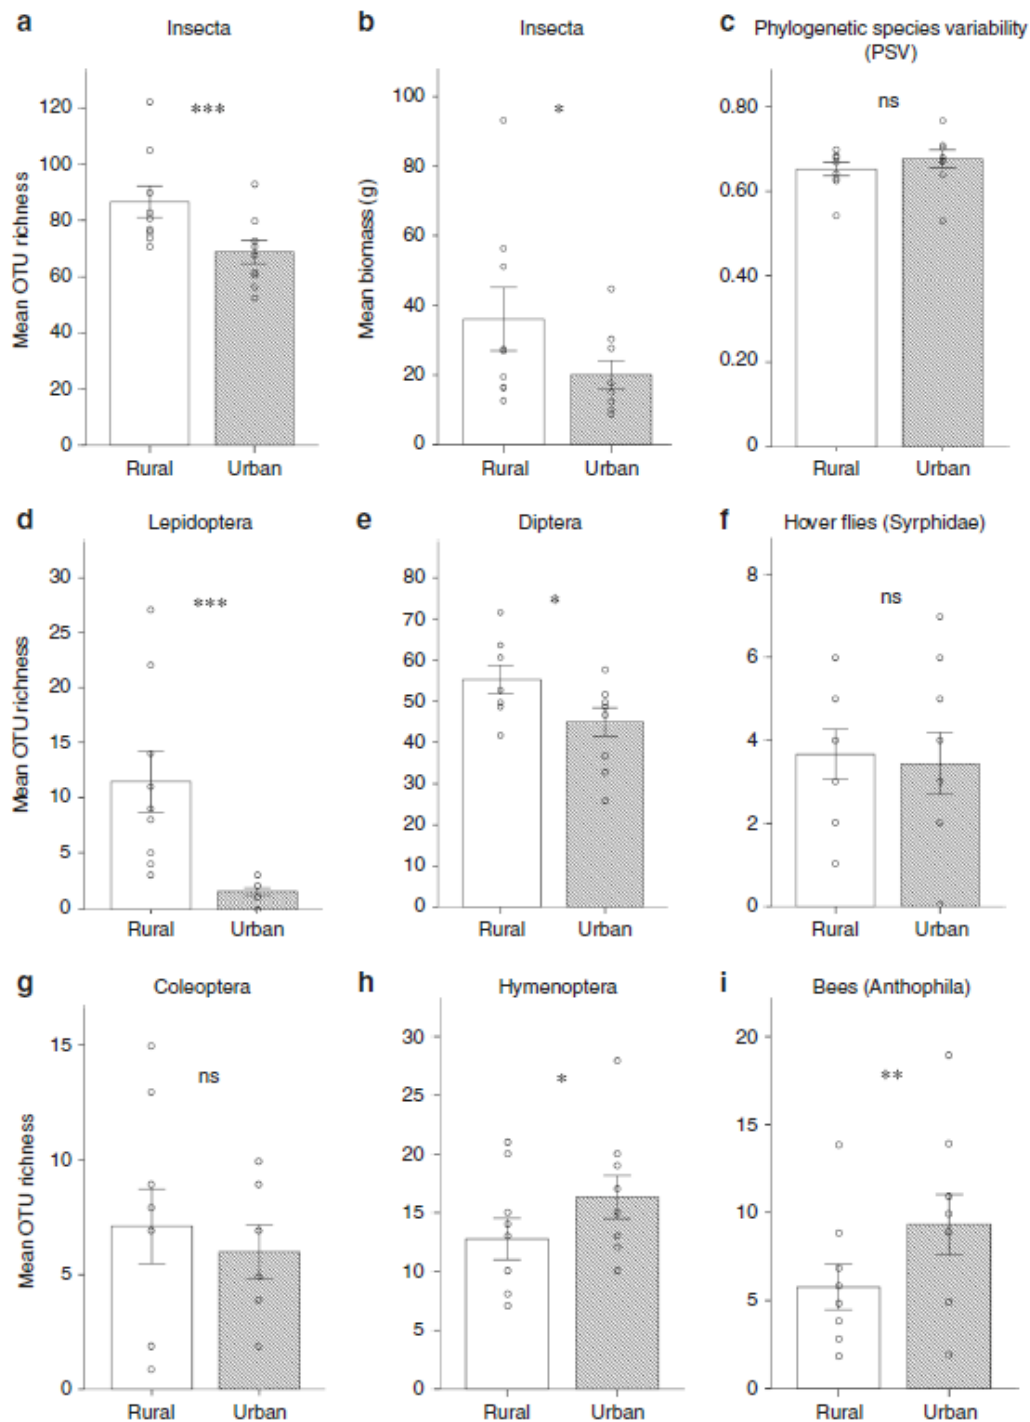 a Insecta
Mean OTU richness
120
100
80
60
40
20
0
***
Rural Urban
b Insecta
Mean biomass (g)
100
80
60
40
20
0
*
Rural Urban
c Phylogenetic species variability
(PSV)
0.80
0.60
0.40
0.20
0
ns
Rural Urban
d Lepidoptera
Mean OTU richness
30
25
20
15
10
5
0
***
Rural Urban
e Diptera
80
70
60
50
40
30
20
10
0
*
Rural Urban
f Hover flies (Syrphidae)
8
6
4
2
0
ns
Rural Urban
g Coleoptera
Mean OTU richness
15
10
5
0
ns
Rural Urban
h Hymenoptera
30
25
20
15
10
5
0
*
Rural Urban
i Bees (Anthophila)
20
15
10
5
0
**
Rural Urban